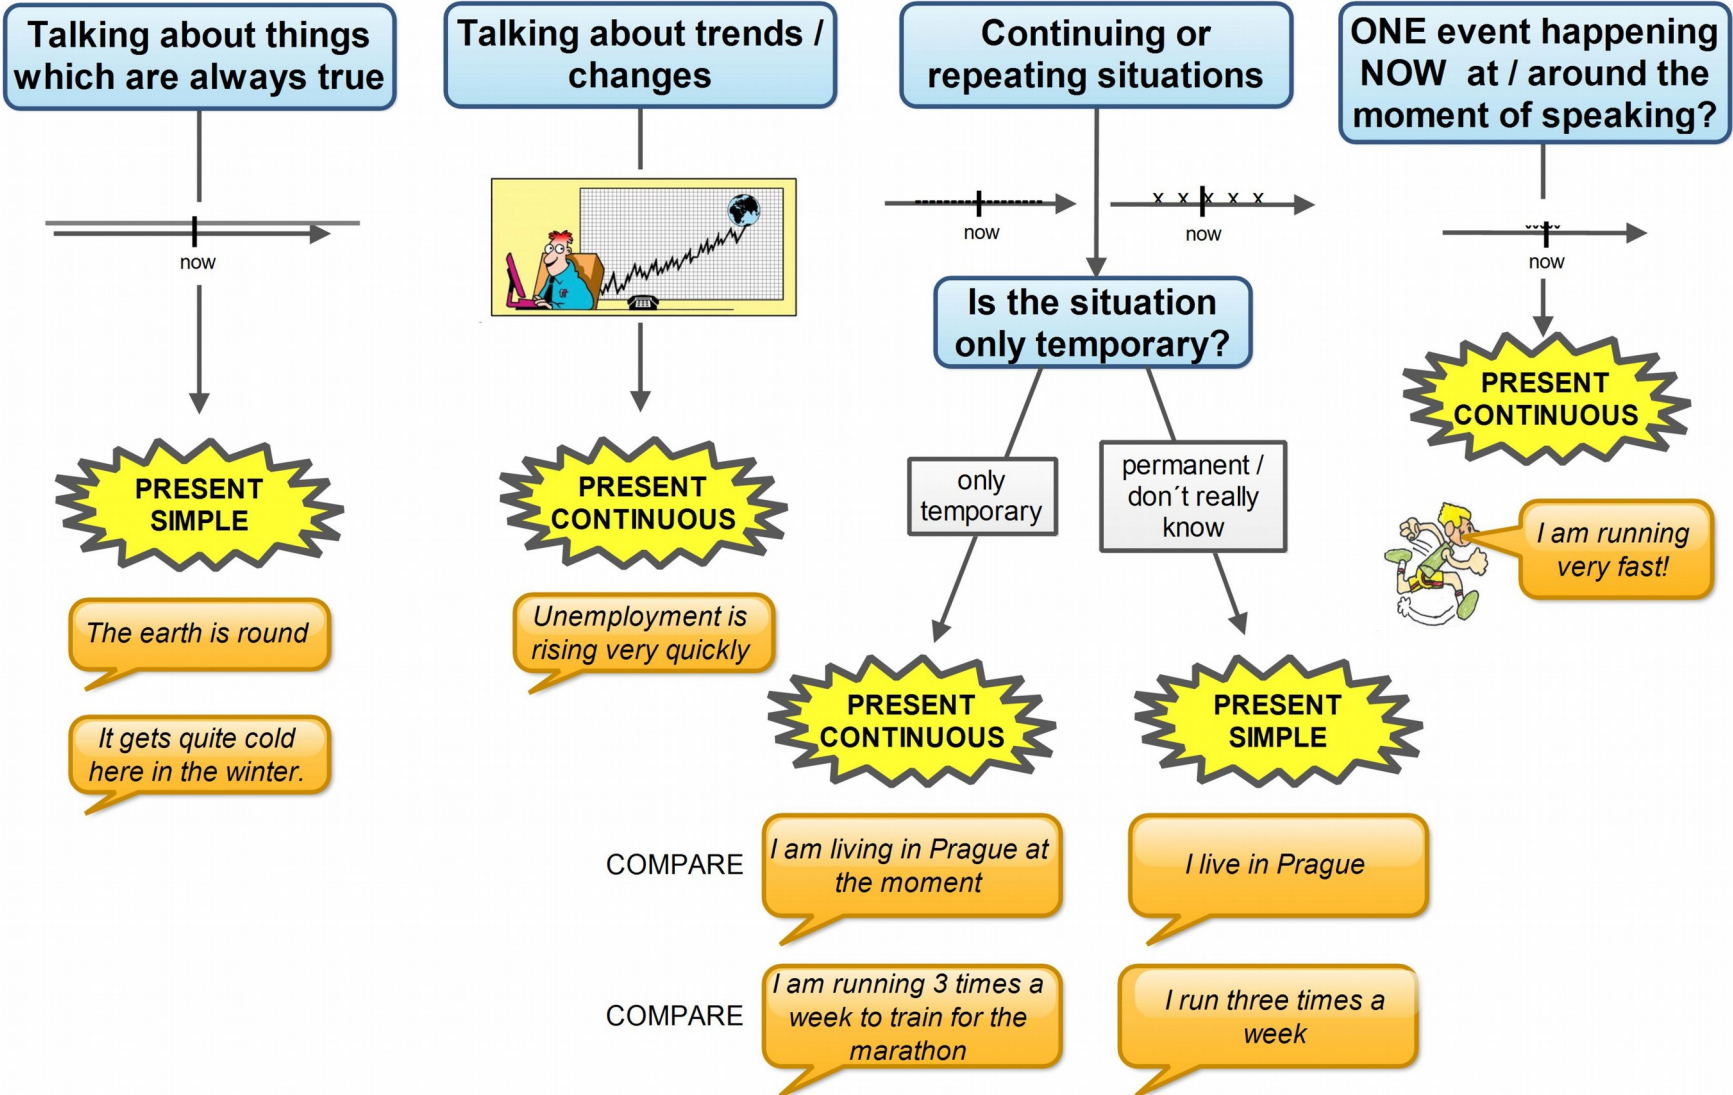 Talking about things
which are always true
now
PRESENT
SIMPLE
The earth is round
It gets quite cold
here in the winter.
Talking about trends /
changes
PRESENT
CONTINUOUS
Unemployment is
rising very quickly
Continuing or
repeating situations
now
x x x x x
now
Is the situation
only temporary?
only
temporary
permanent /
don´t really
know
PRESENT
CONTINUOUS
PRESENT
SIMPLE
COMPARE
I am living in Prague at
the moment
I live in Prague
COMPARE
I am running 3 times a
week to train for the
marathon
I run three times a
week
ONE event happening
NOW at / around the
moment of speaking?
now
PRESENT
CONTINUOUS
I am running
very fast!